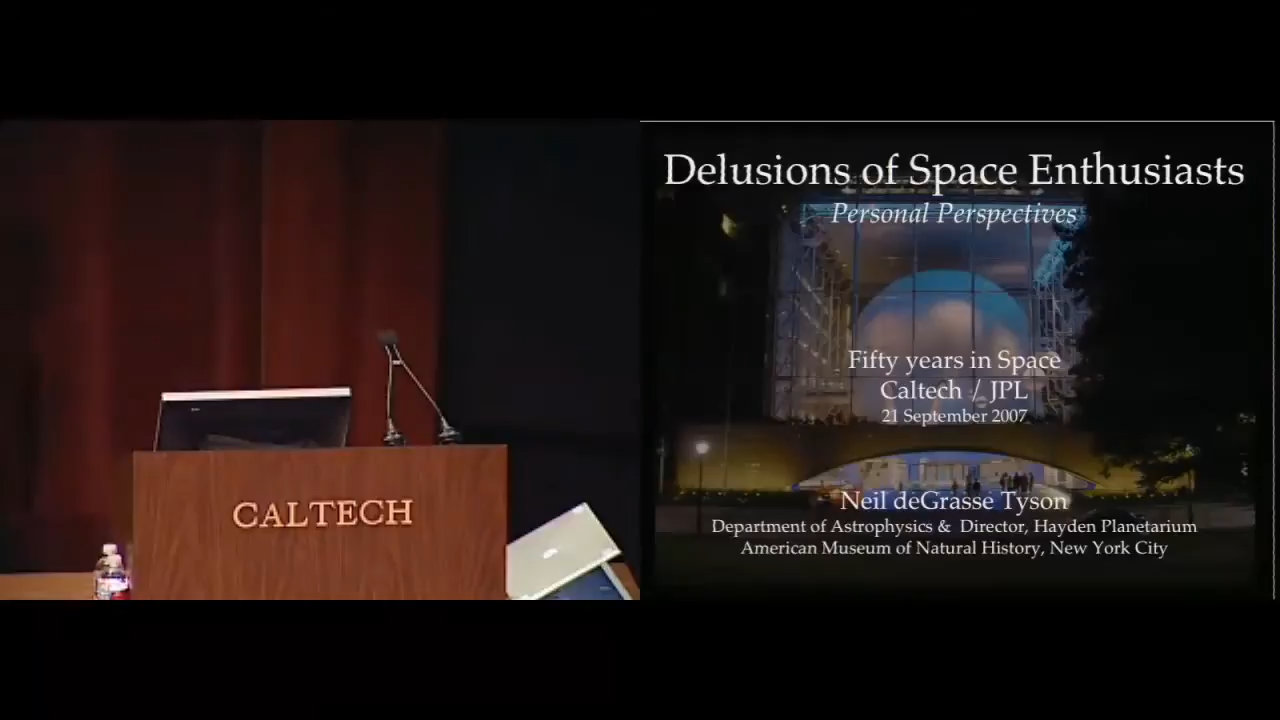 CALTECH
Delusions of Space Enthusiasts
Personal Perspectives
Fifty years in Space
Caltech / JPL
21 September 2007
Neil deGrasse Tyson
Department of Astrophysics & Director, Hayden Planetarium
American Museum of Natural History, New York City